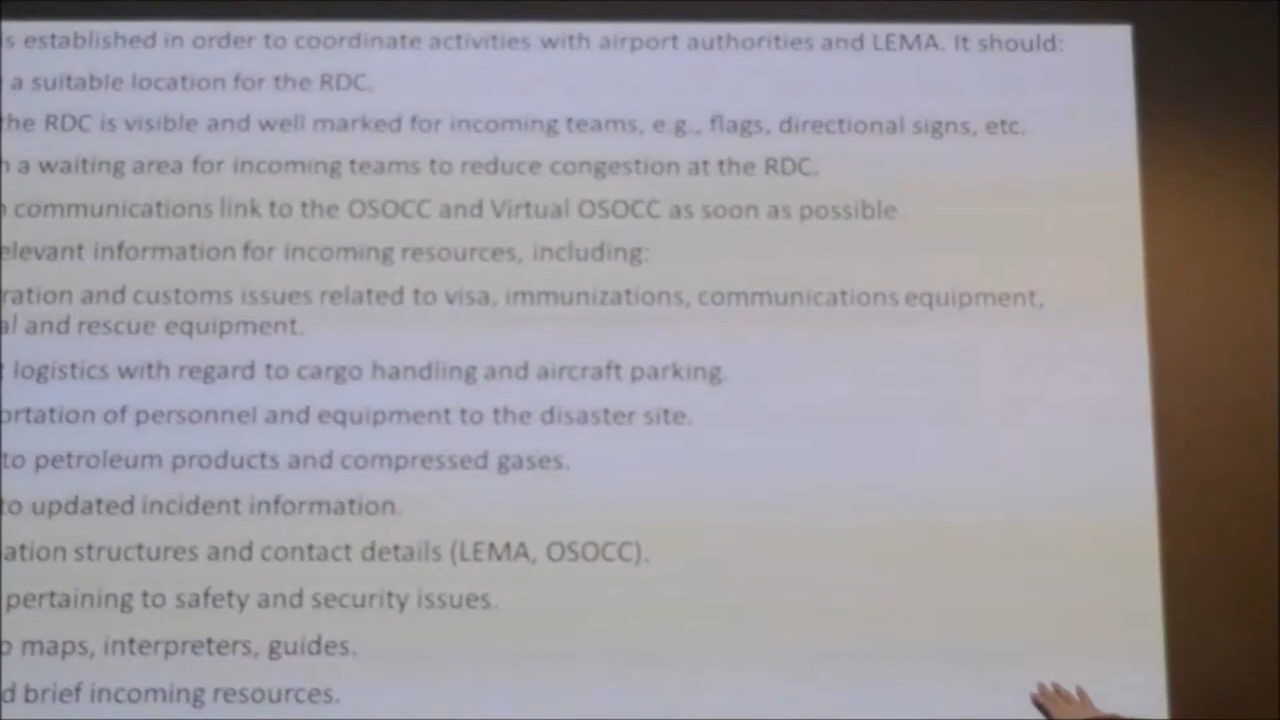 s established in order to coordinate activities with airport authorities and LEMA. It should:
a suitable location for the RDC.
the RDC is visible and well marked for incoming teams, e.g., flags, directional signs, etc.
a waiting area for incoming teams to reduce congestion at the RDC.
communications link to the OSOCC and Virtual OSOCC as soon as possible
elevant information for incoming resources, including:
ration and customs issues related to visa, immunizations, communications equipment,
al and rescue equipment.
logistics with regard to cargo handling and aircraft parking.
ortation of personnel and equipment to the disaster site.
to petroleum products and compressed gases.
to updated incident information.
ation structures and contact details (LEMA, OSOCC).
pertaining to safety and security issues.
maps, interpreters, guides.
d brief incoming resources.